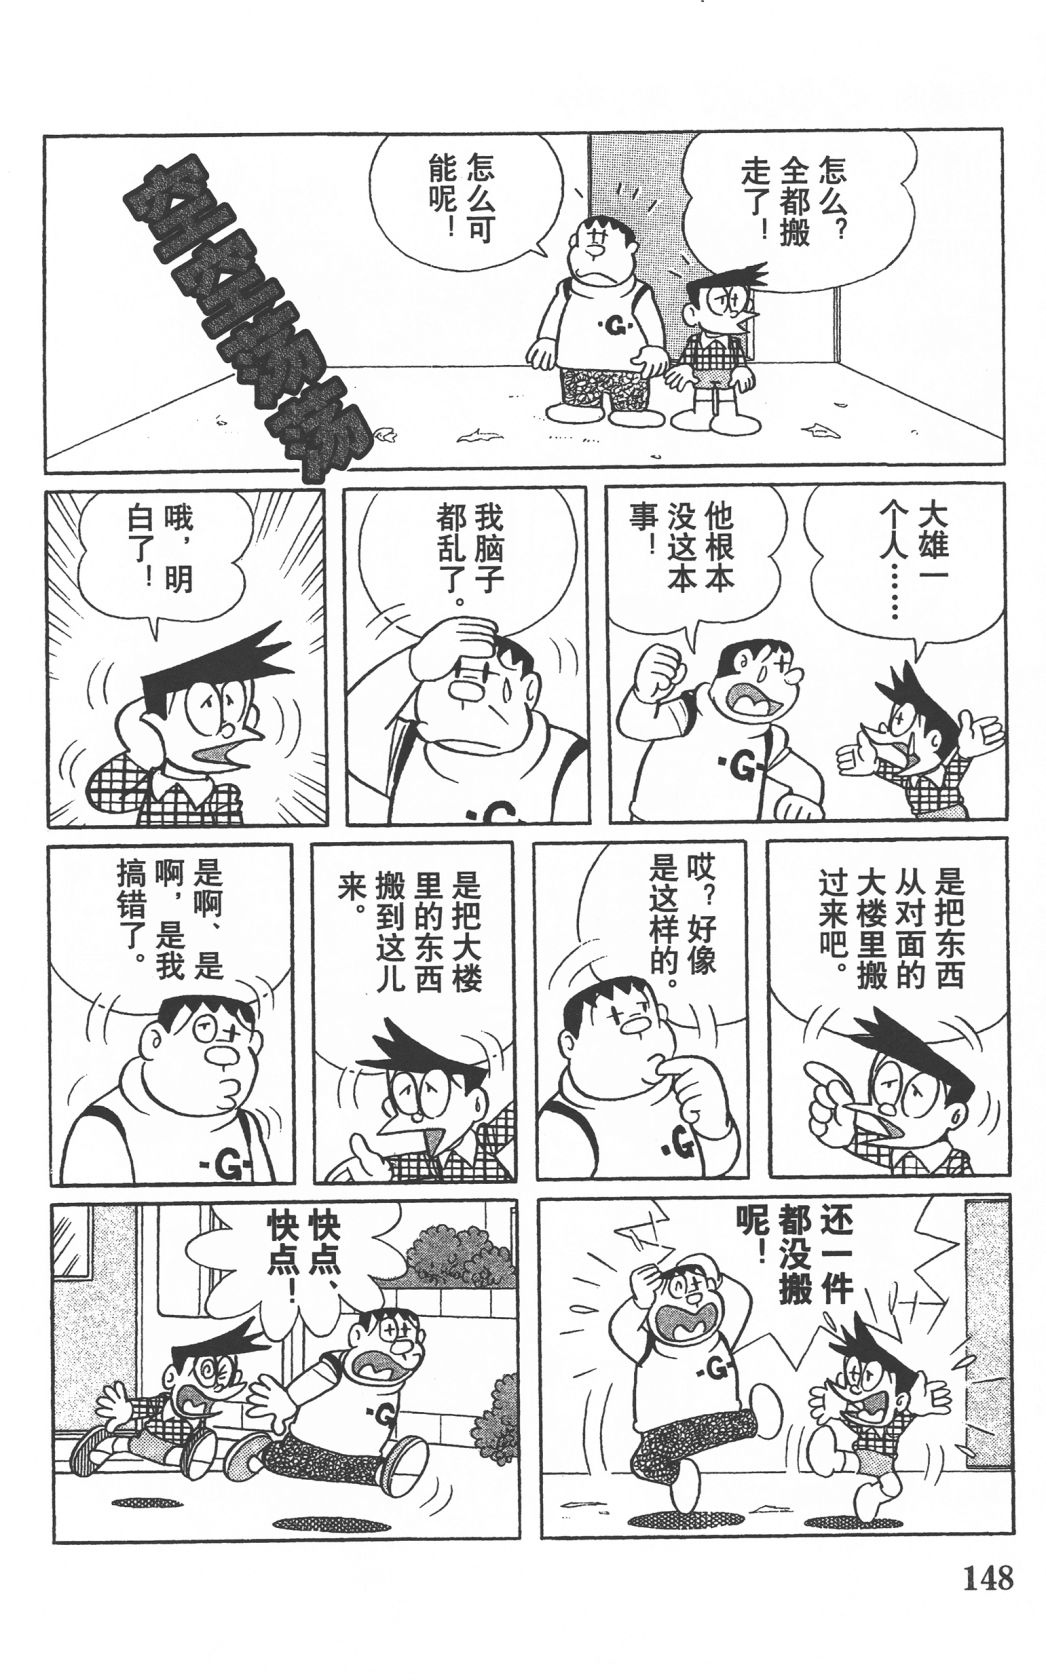 怎么?
全都搬
走了!
怎么可
能呢!
空空荡荡
·G·
大雄一
个人……
他根本
没这本
事!
·G·
我脑子
都乱了。
G
哦,明
白了!
是把东西
从对面的
大楼里搬
过来吧。
哎?好像
是这样的。
G·
是把大楼
里的东西
搬到这儿
来。
是啊、是
啊,是我
搞错了。
·G·
还一件
都没搬
呢!
·G·
快点、
快点!
·G
148